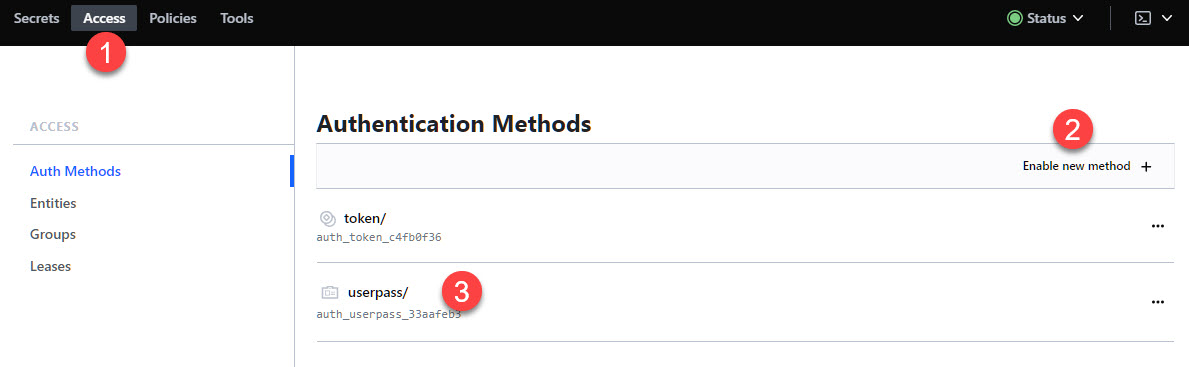 Secrets Access Policies Tools Status
1
ACCESS
Authentication Methods
2
Enable new method +
Auth Methods
Entities
Groups
Leases
token/
auth_token_c4fb0f36
userpass/
3
auth_userpass_33aafeb3